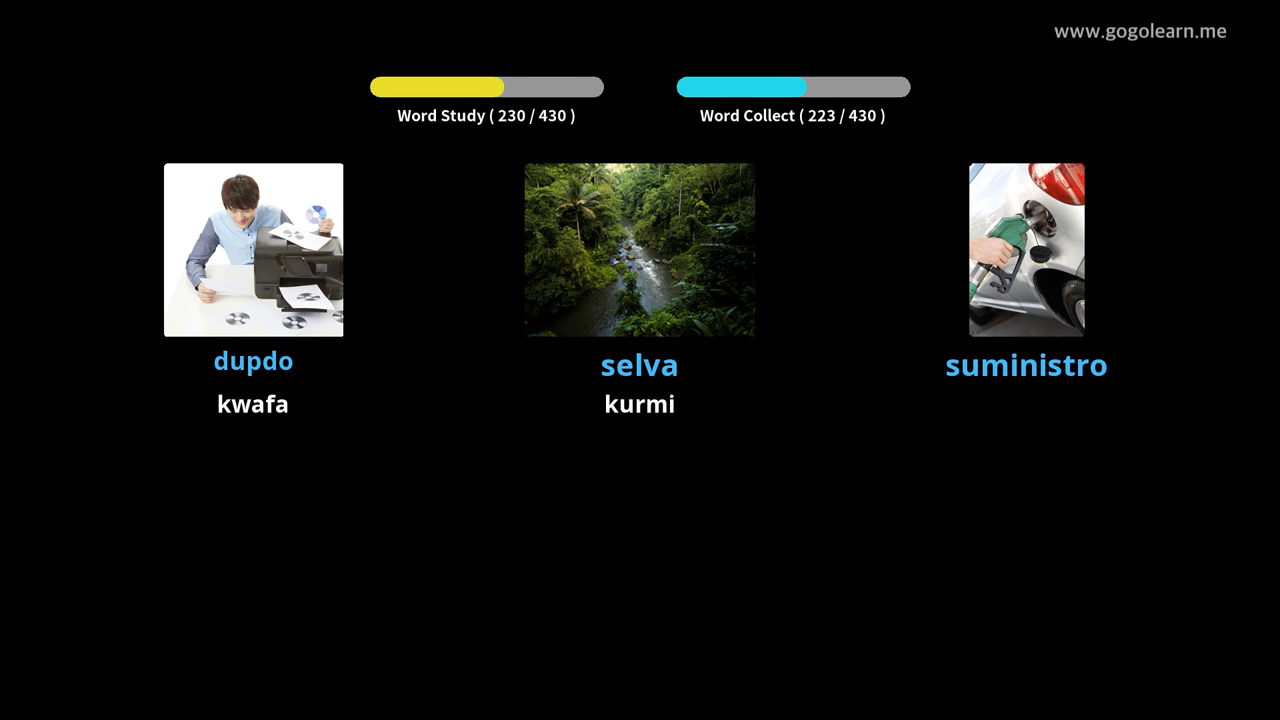 www.gogolearn.me
Word Study ( 230 / 430 )
Word Collect ( 223 / 430 )
dupdo
selva
suministro
kwafa
kurmi